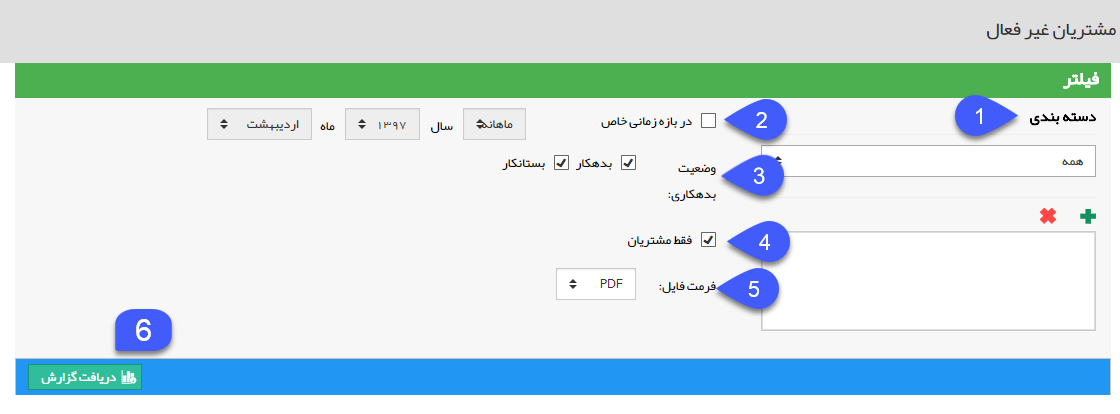 مشتریان غیر فعال
فیلتر
دسته بندی 1
همه
2 در بازه زمانی خاص ماهانه سال ۱۳۹۷ ماه اردیبهشت
3 وضعیت بدهکاری: بدهکار بستانکار
4 فقط مشتریان
5 فرمت فایل: PDF
6
دریافت گزارش